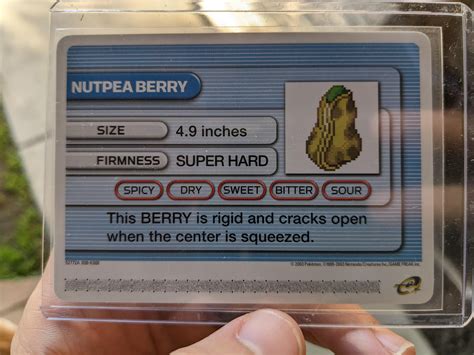 NUTPEA BERRY
SIZE 4.9 inches
FIRMNESS SUPER HARD
SPICY DRY SWEET BITTER SOUR
This BERRY is rigid and cracks open
when the center is squeezed.